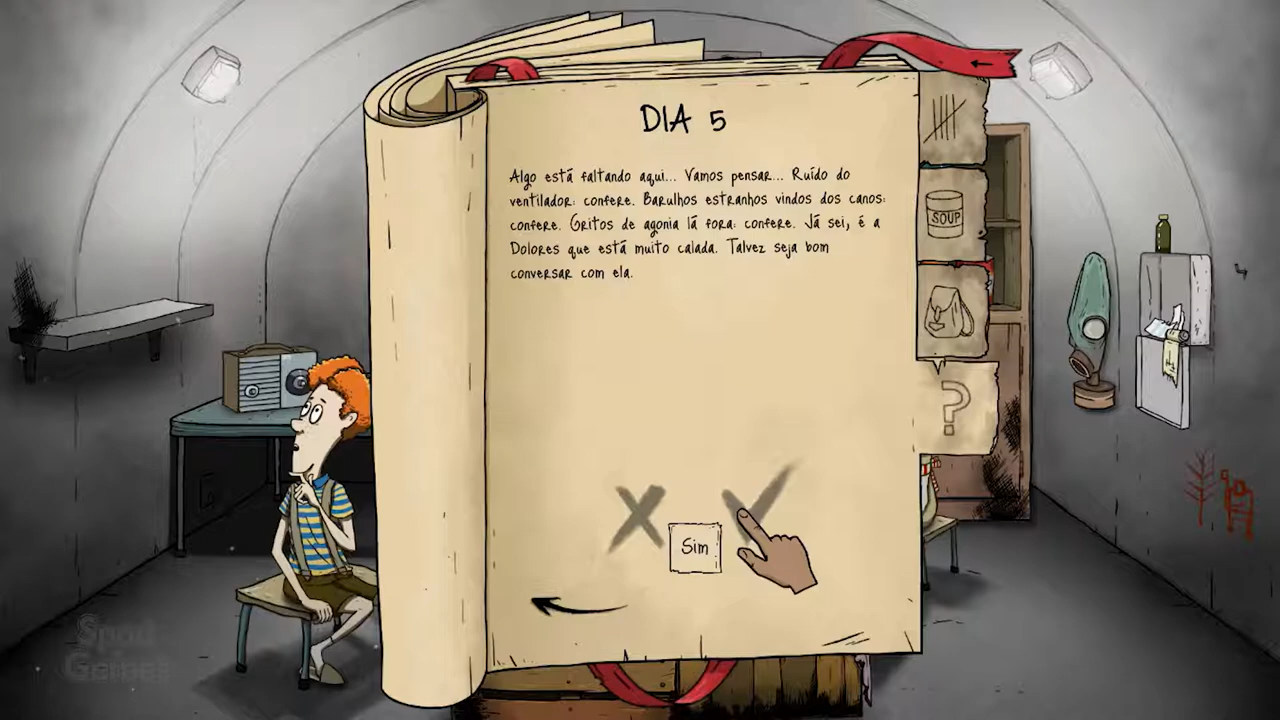 DIA 5
Algo está faltando aqui... Vamos pensar... Ruído do
ventilador: confere. Barulhos estranhos vindos dos canos:
confere. Gritos de agonia lá fora: confere. Já sei, é a
Dolores que está muito calada. Talvez seja bom
conversar com ela.
SOUP
Sim